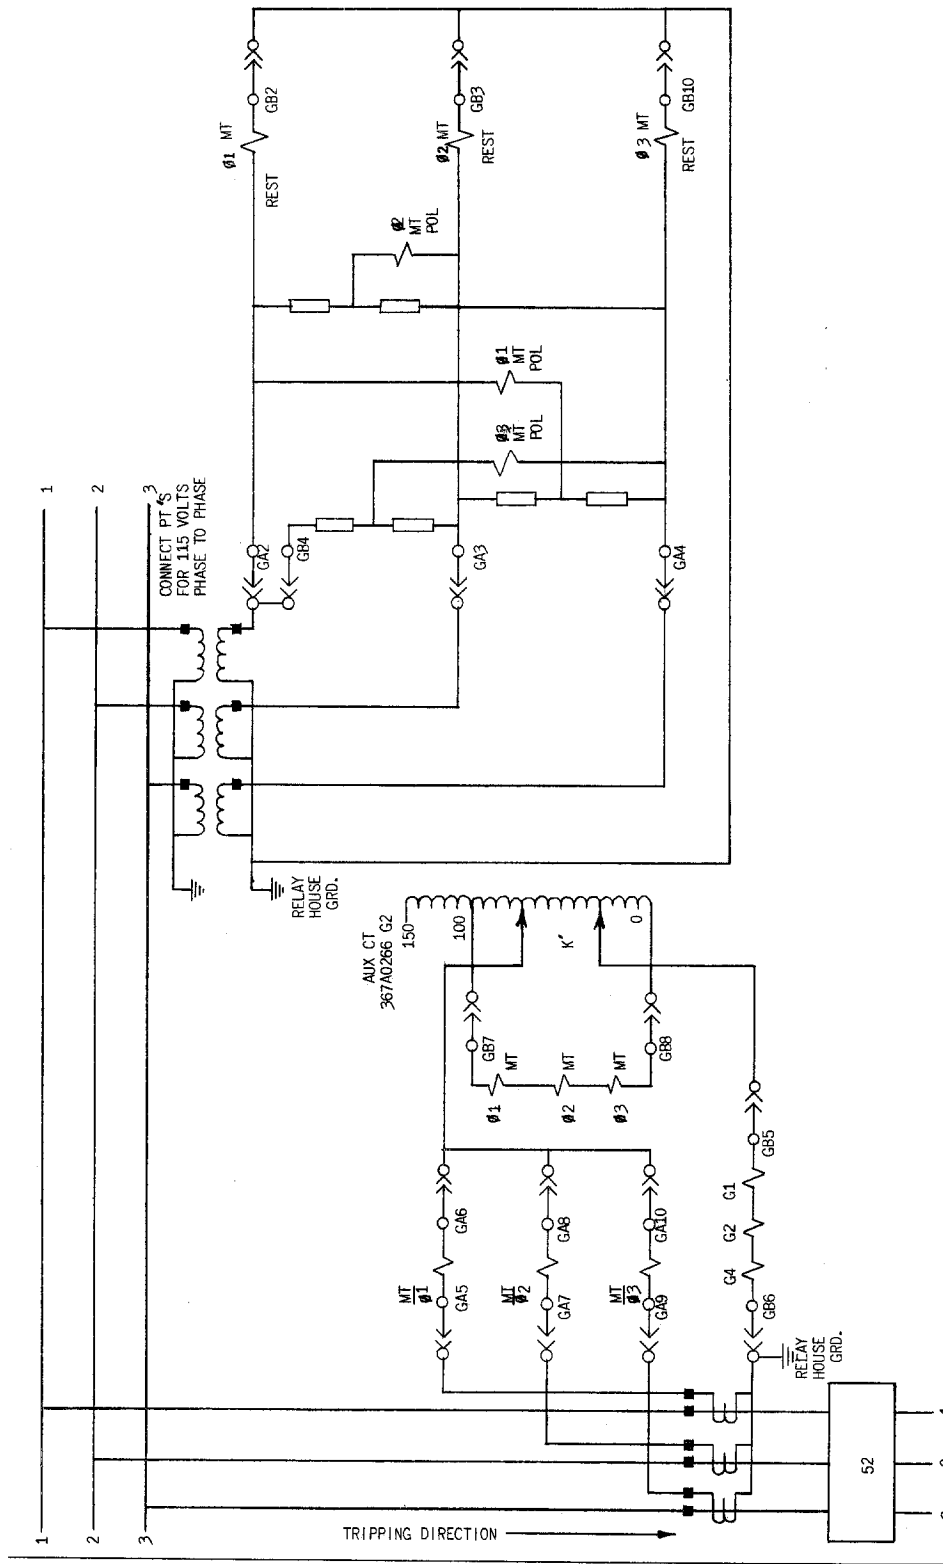 1
2
3
CONNECT PT'S
FOR 115 VOLTS
PHASE TO PHASE
Ø1 MT
REST
GB2
Ø2 MT
REST
GB3
Ø3 MT
REST
GB10
Ø2
MT
POL
Ø1
MT
POL
Ø3
MT
POL
GA2
GB4
GA3
GA4
RELAY
HOUSE
GRD.
AUX CT
367A0266 G2
150
100
K'
0
GB7
MT
Ø1
MT
Ø2
MT
Ø3
GB8
MT
Ø1
GA5
GA6
MT
Ø2
GA7
GA8
MT
Ø3
GA9
GA10
GB6
G4
G2
G1
GB5
RELAY
HOUSE
GRD.
1
2
3
TRIPPING DIRECTION
52